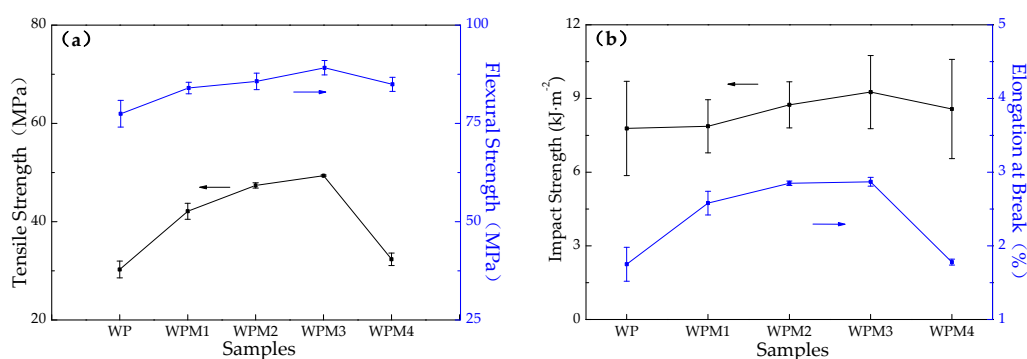 (a)
80
60
40
20
Tensile Strength (MPa)
100
75
50
25
Flexural Strength (MPa)
WP WPM1 WPM2 WPM3 WPM4
Samples
(b)
12
9
6
3
0
Impact Strength (kJ·m⁻²)
5
4
3
2
1
Elongation at Break (%)
WP WPM1 WPM2 WPM3 WPM4
Samples